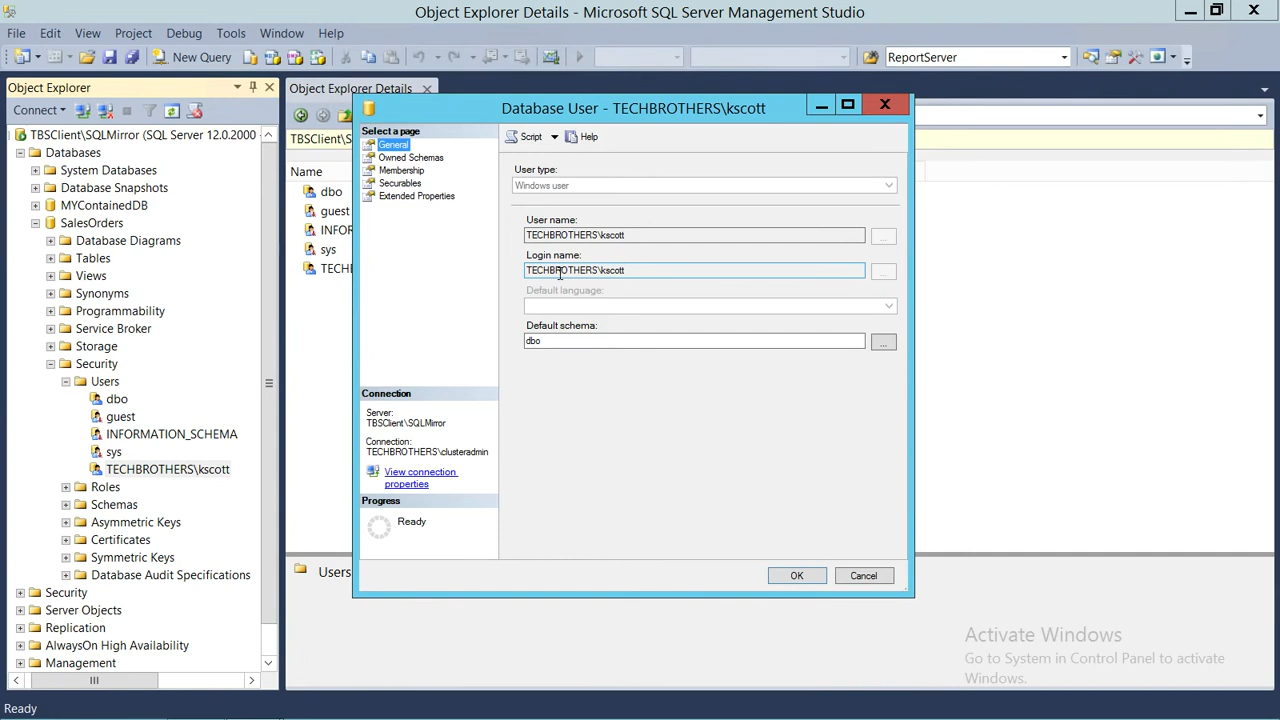 Object Explorer Details - Microsoft SQL Server Management Studio
File Edit View Project Debug Tools Window Help
New Query
ReportServer
Object Explorer
Connect
TBSClient\SQLMirror (SQL Server 12.0.2000
Databases
System Databases
Database Snapshots
MYContainedDB
SalesOrders
Database Diagrams
Tables
Views
Synonyms
Programmability
Service Broker
Storage
Security
Users
dbo
guest
INFORMATION_SCHEMA
sys
TECHBROTHERS\kscott
Roles
Schemas
Asymmetric Keys
Certificates
Symmetric Keys
Database Audit Specifications
Security
Server Objects
Replication
AlwaysOn High Availability
Management
Object Explorer Details
TBSClient\S
Name
dbo
guest
INFO
sys
TECH
Users
Database User - TECHBROTHERS\kscott
Select a page
General
Owned Schemas
Membership
Securables
Extended Properties
Connection
Server:
TBSClient\SQLMirror
Connection:
TECHBROTHERS\clusteradmin
View connection
properties
Progress
Ready
Script Help
User type:
Windows user
User name:
TECHBROTHERS\kscott
...
Login name:
TECHBROTHERS\kscott
...
Default language:
Default schema:
dbo
...
OK Cancel
Activate Windows
Go to System in Control Panel to activate
Windows.
Ready